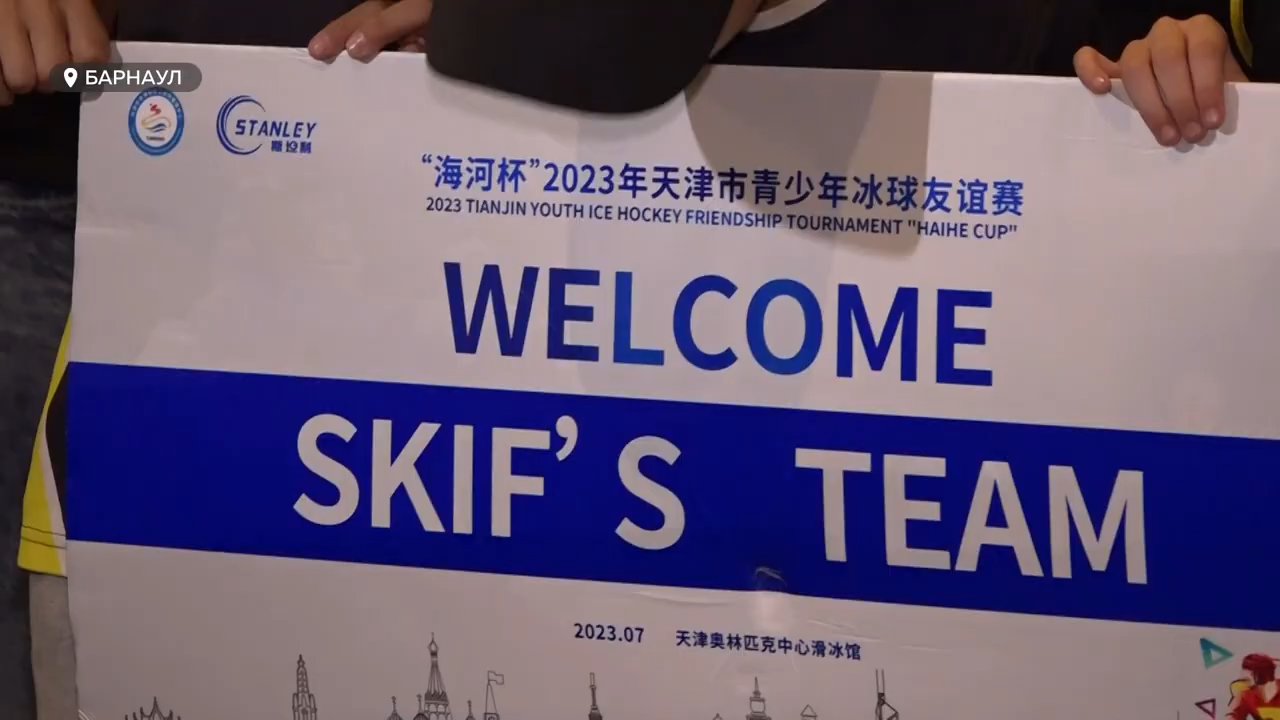 БАРНАУЛ
STANLEY
斯坦利
“海河杯”2023年天津市青少年冰球友谊赛
2023 TIANJIN YOUTH ICE HOCKEY FRIENDSHIP TOURNAMENT "HAIHE CUP"
WELCOME
SKIF’S TEAM
2023.07 天津奥林匹克中心滑冰馆